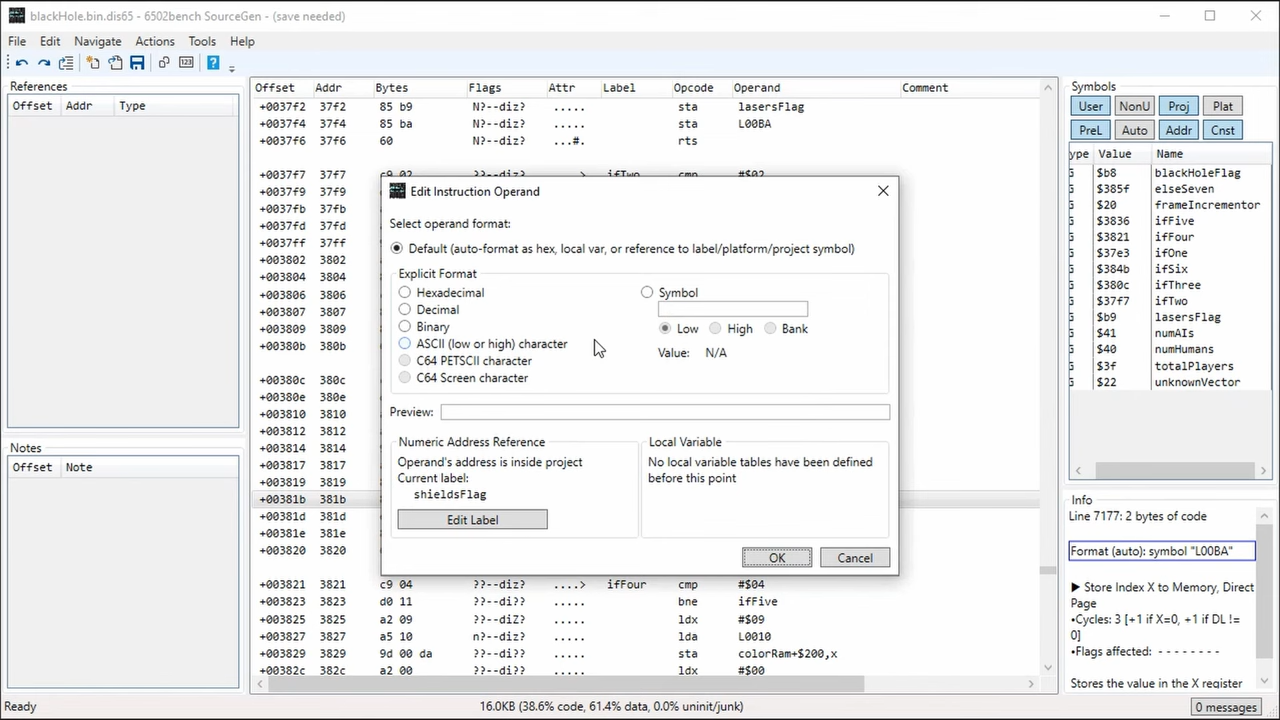 blackHole.bin.dis65 - 6502bench SourceGen - (save needed)
File Edit Navigate Actions Tools Help
References
Offset Addr Type
Notes
Offset Note
Offset Addr Bytes Flags Attr Label Opcode Operand Comment
+0037f2 37f2 85 b9 N?--diz? ..... sta lasersFlag
+0037f4 37f4 85 ba N?--diz? ..... sta L00BA
+0037f6 37f6 60 N?--diz? ...#. rts
+0037f7 37f7 c9 02 ??--diz? ....> ifTwo cmp #$02
+0037f9 37f9
+0037fb 37fb
+0037fd 37fd
+0037ff 37ff
+003802 3802
+003804 3804
+003806 3806
+003807 3807
+003809 3809
+00380b 380b
+00380c 380c
+00380e 380e
+003810 3810
+003812 3812
+003814 3814
+003817 3817
+003819 3819
+00381b 381b
+00381d 381d
+00381e 381e
+003820 3820
+003821 3821 c9 04 ??--diz? ....> ifFour cmp #$04
+003823 3823 d0 11 ??--di?? ..... bne ifFive
+003825 3825 a2 09 ??--di?? ..... ldx #$09
+003827 3827 a5 10 n?--diz? ..... lda L0010
+003829 3829 9d 00 da ??--di?? ..... sta colorRam+$200,x
+00382c 382c a2 00 ??--di?? ..... ldx #$00
Edit Instruction Operand
Select operand format:
Default (auto-format as hex, local var, or reference to label/platform/project symbol)
Explicit Format
Hexadecimal
Decimal
Binary
ASCII (low or high) character
C64 PETSCII character
C64 Screen character
Symbol
Low High Bank
Value: N/A
Preview:
Numeric Address Reference
Operand's address is inside project
Current label:
shieldsFlag
Edit Label
Local Variable
No local variable tables have been defined
before this point
OK Cancel
Symbols
User NonU Proj Plat
PreL Auto Addr Cnst
ype Value Name
$b8 blackHoleFlag
$385f elseSeven
$20 frameIncrementor
$3836 ifFive
$3821 ifFour
$37e3 ifOne
$384b ifSix
$380c ifThree
$37f7 ifTwo
$b9 lasersFlag
$41 numAIs
$40 numHumans
$3f totalPlayers
$22 unknownVector
Info
Line 7177: 2 bytes of code
Format (auto): symbol "L00BA"
▶ Store Index X to Memory, Direct
Page
•Cycles: 3 [+1 if X=0, +1 if DL !=
0]
•Flags affected: - - - - - - - -
Stores the value in the X register
Ready 16.0KB (38.6% code, 61.4% data, 0.0% uninit/junk) 0 messages